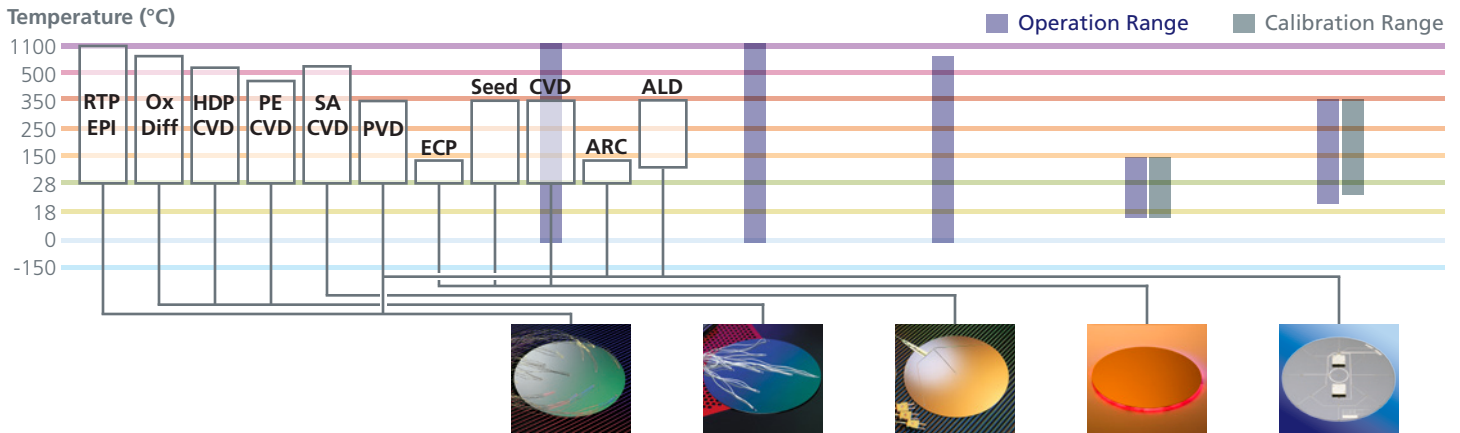 Temperature (°C)
Operation Range
Calibration Range
1100
500
350
250
150
28
18
0
-150
RTP
EPI
Ox
Diff
HDP
CVD
PE
CVD
SA
CVD
PVD
ECP
Seed
CVD
ARC
ALD